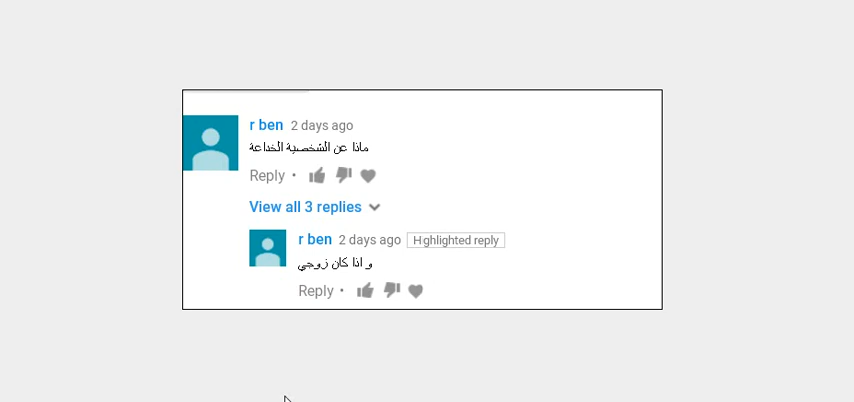 r ben 2 days ago
ماذا عن الشخصية الخداعة
Reply •
View all 3 replies
r ben 2 days ago Highlighted reply
و اذا كان زوجي
Reply •